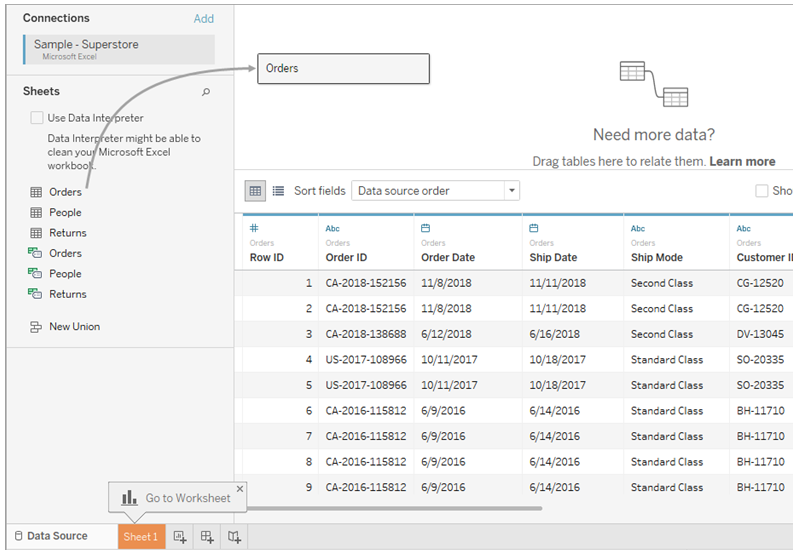 Connections Add
Sample - Superstore
Microsoft Excel
Sheets
Use Data Interpreter
Data Interpreter might be able to
clean your Microsoft Excel
workbook.
Orders
People
Returns
Orders
People
Returns
New Union
Orders
Need more data?
Drag tables here to relate them. Learn more
Sort fields Data source order Sho
# Abc Abc Abc
Orders Orders Orders Orders Orders Orders
Row ID Order ID Order Date Ship Date Ship Mode Customer I
1 CA-2018-152156 11/8/2018 11/11/2018 Second Class CG-12520
2 CA-2018-152156 11/8/2018 11/11/2018 Second Class CG-12520
3 CA-2018-138688 6/12/2018 6/16/2018 Second Class DV-13045
4 US-2017-108966 10/11/2017 10/18/2017 Standard Class SO-20335
5 US-2017-108966 10/11/2017 10/18/2017 Standard Class SO-20335
6 CA-2016-115812 6/9/2016 6/14/2016 Standard Class BH-11710
7 CA-2016-115812 6/9/2016 6/14/2016 Standard Class BH-11710
8 CA-2016-115812 6/9/2016 6/14/2016 Standard Class BH-11710
9 CA-2016-115812 6/9/2016 6/14/2016 Standard Class BH-11710
Go to Worksheet
Data Source Sheet 1